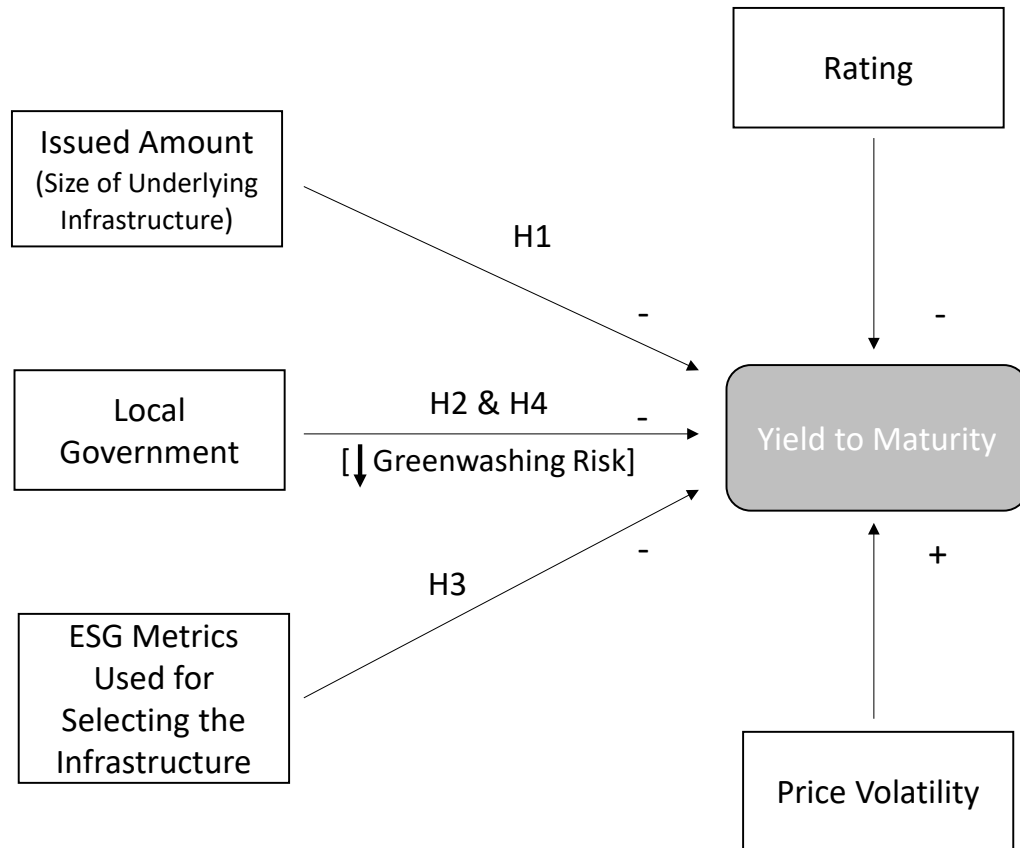 Rating
Issued Amount
(Size of Underlying
Infrastructure)
H1
-
-
Local
Government
H2 & H4
-
[↓ Greenwashing Risk]
Yield to Maturity
-
+
H3
ESG Metrics
Used for
Selecting the
Infrastructure
Price Volatility